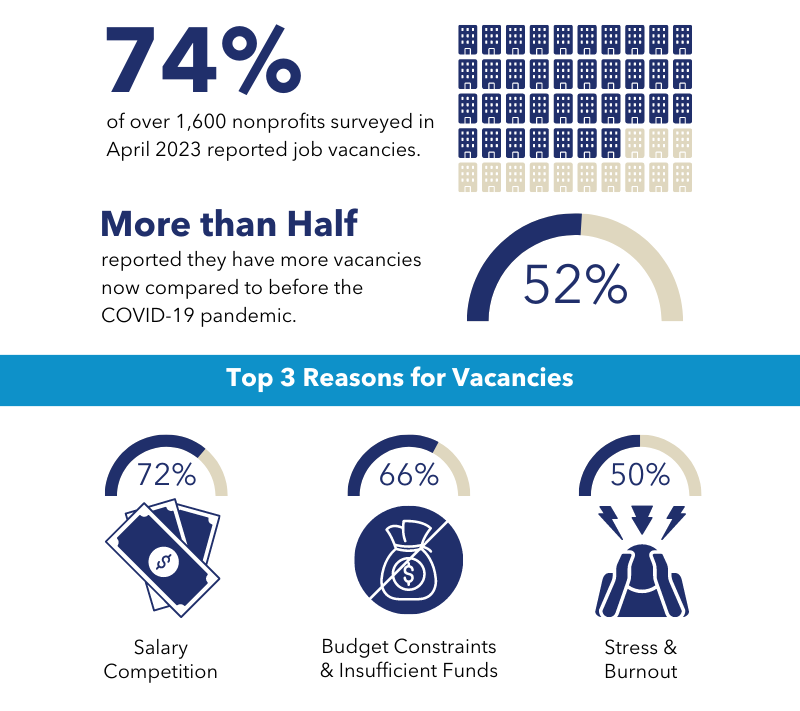 74%
of over 1,600 nonprofits surveyed in
April 2023 reported job vacancies.
More than Half
reported they have more vacancies
now compared to before the
COVID-19 pandemic.
52%
Top 3 Reasons for Vacancies
72%
$
Salary
Competition
66%
$
Budget Constraints
& Insufficient Funds
50%
Stress &
Burnout